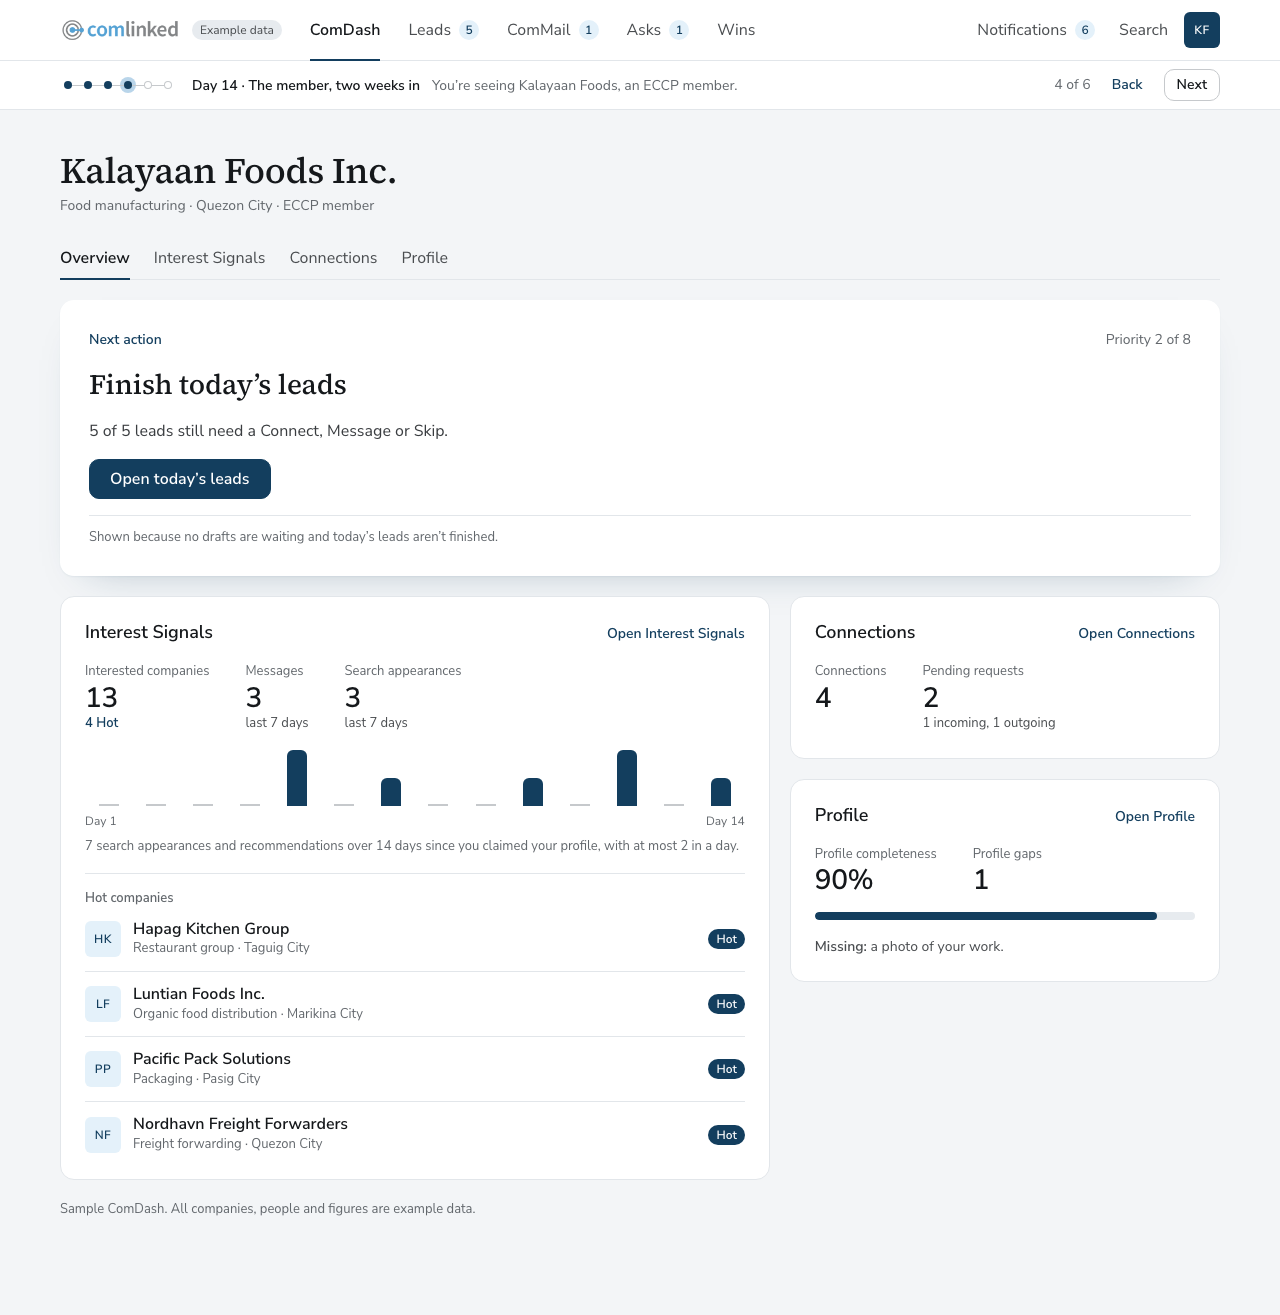 comlinked Example data ComDash Leads 5 ComMail 1 Asks 1 Wins Notifications 6 Search KF
Day 14 · The member, two weeks in You’re seeing Kalayaan Foods, an ECCP member. 4 of 6 Back Next
Kalayaan Foods Inc.
Food manufacturing · Quezon City · ECCP member
Overview Interest Signals Connections Profile
Next action Priority 2 of 8
Finish today’s leads
5 of 5 leads still need a Connect, Message or Skip.
Open today’s leads
Shown because no drafts are waiting and today’s leads aren’t finished.
Interest Signals Open Interest Signals
Interested companies Messages Search appearances
13 3 3
4 Hot last 7 days last 7 days
Day 1 Day 14
7 search appearances and recommendations over 14 days since you claimed your profile, with at most 2 in a day.
Hot companies
HK Hapag Kitchen Group Hot
Restaurant group · Taguig City
LF Luntian Foods Inc. Hot
Organic food distribution · Marikina City
PP Pacific Pack Solutions Hot
Packaging · Pasig City
NF Nordhavn Freight Forwarders Hot
Freight forwarding · Quezon City
Connections Open Connections
Connections Pending requests
4 2
1 incoming, 1 outgoing
Profile Open Profile
Profile completeness Profile gaps
90% 1
Missing: a photo of your work.
Sample ComDash. All companies, people and figures are example data.